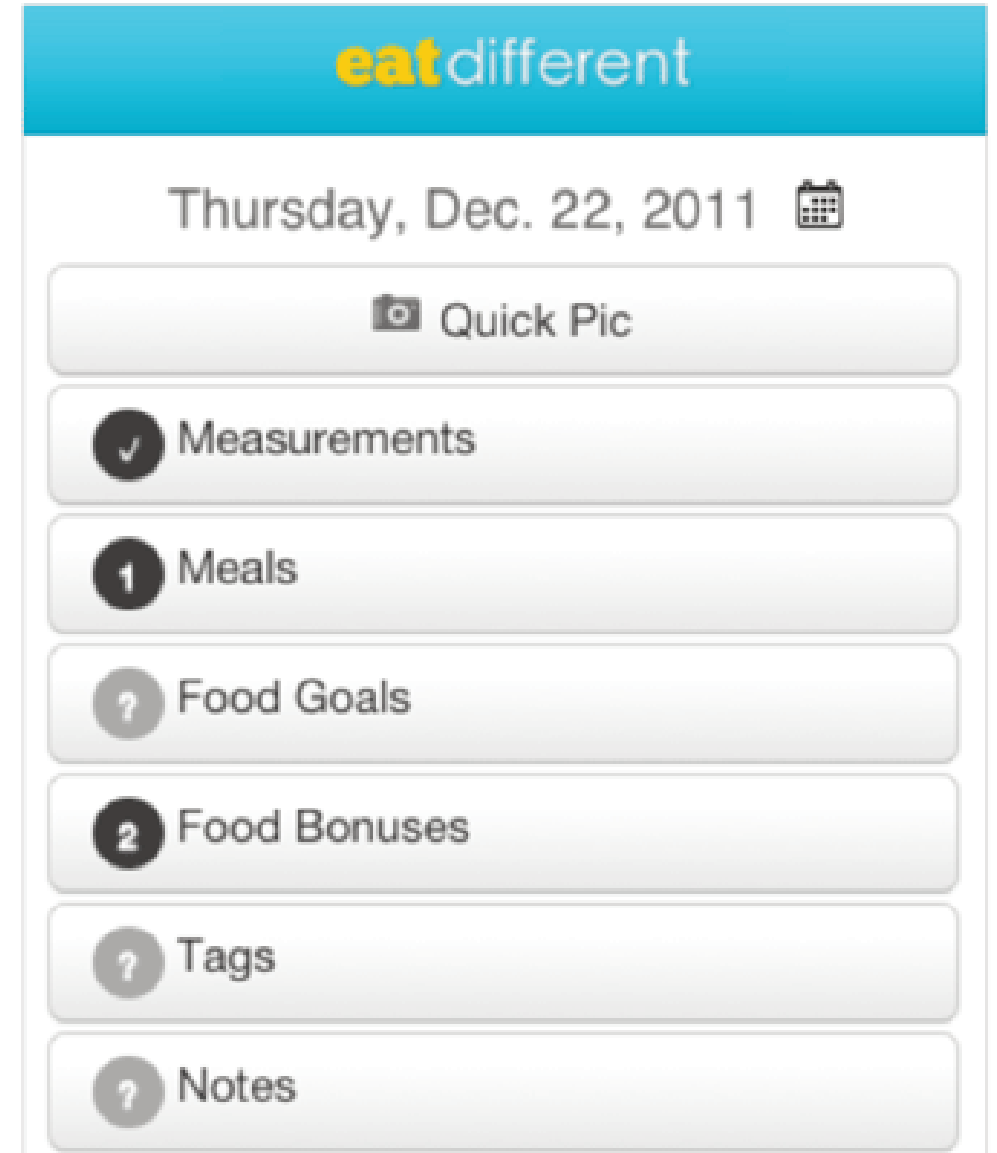 eatdifferent
Thursday, Dec. 22, 2011
Quick Pic
✓ Measurements
1 Meals
? Food Goals
2 Food Bonuses
? Tags
? Notes